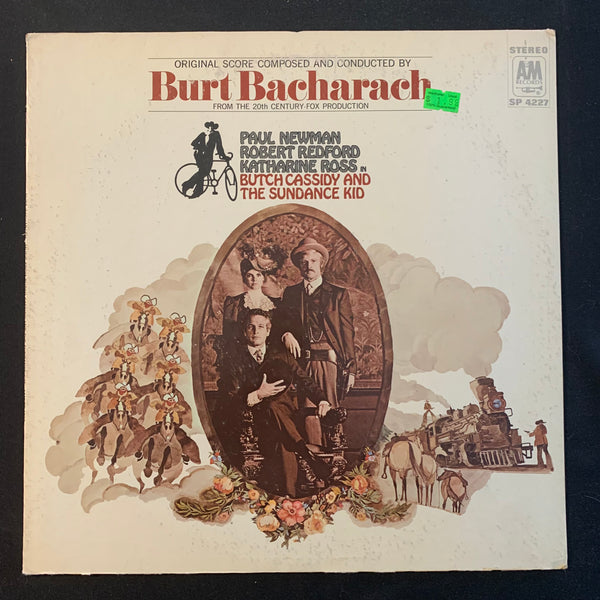 ORIGINAL SCORE COMPOSED AND CONDUCTED BY
Burt Bacharach
FROM THE 20th CENTURY-FOX PRODUCTION
STEREO
A&M
RECORDS
SP 4227
PAUL NEWMAN
ROBERT REDFORD
KATHARINE ROSS IN
BUTCH CASSIDY AND
THE SUNDANCE KID